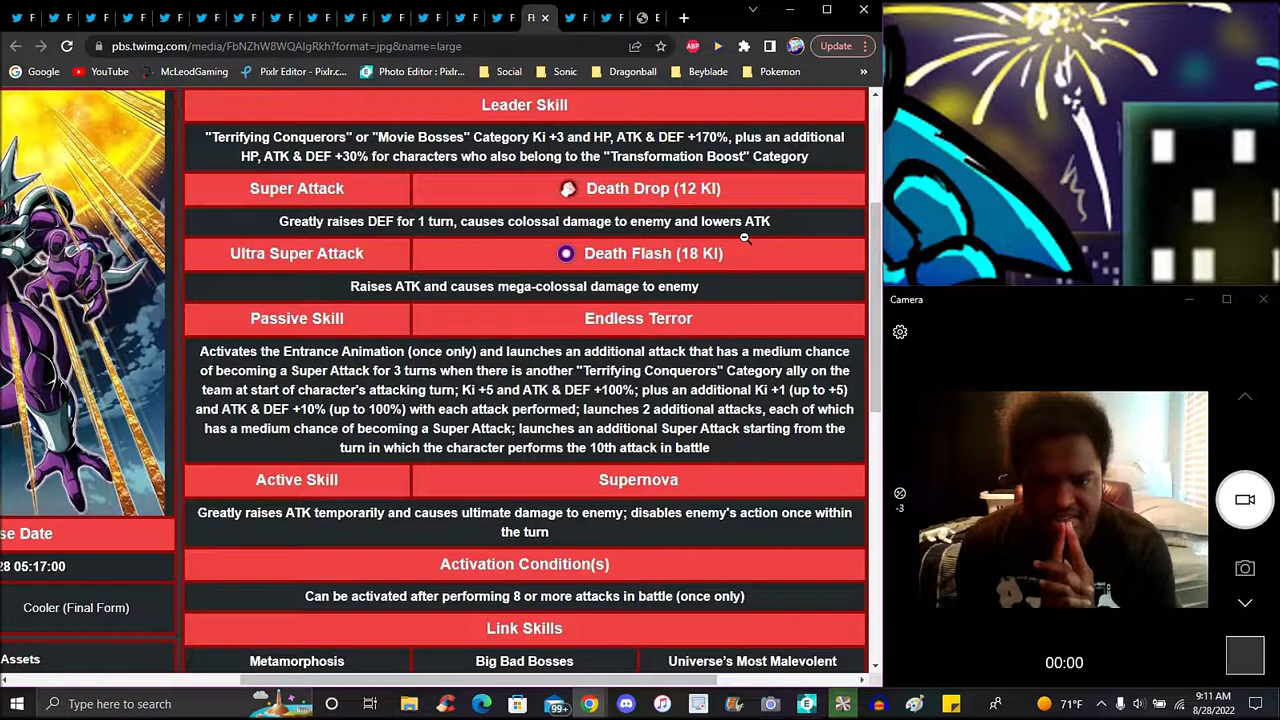 F
F
F
F
F
F
F
F
F
F
F
F
F
Fl
F
F
E
pbs.twimg.com/media/FbNZhW8WQAlgRkh?format=jpg&name=large
ABP
Update
Google
YouTube
McLeodGaming
Pixlr Editor - Pixlr.c...
Photo Editor : Pixlr...
Social
Sonic
Dragonball
Beyblade
Pokemon
»
Leader Skill
"Terrifying Conquerors" or "Movie Bosses" Category Ki +3 and HP, ATK & DEF +170%, plus an additional
HP, ATK & DEF +30% for characters who also belong to the "Transformation Boost" Category
Super Attack
Death Drop (12 KI)
Greatly raises DEF for 1 turn, causes colossal damage to enemy and lowers ATK
Ultra Super Attack
Death Flash (18 KI)
Raises ATK and causes mega-colossal damage to enemy
Passive Skill
Endless Terror
Activates the Entrance Animation (once only) and launches an additional attack that has a medium chance
of becoming a Super Attack for 3 turns when there is another "Terrifying Conquerors" Category ally on the
team at start of character's attacking turn; Ki +5 and ATK & DEF +100%; plus an additional Ki +1 (up to +5)
and ATK & DEF +10% (up to 100%) with each attack performed; launches 2 additional attacks, each of which
has a medium chance of becoming a Super Attack; launches an additional Super Attack starting from the
turn in which the character performs the 10th attack in battle
Active Skill
Supernova
Greatly raises ATK temporarily and causes ultimate damage to enemy; disables enemy's action once within
the turn
Activation Condition(s)
Can be activated after performing 8 or more attacks in battle (once only)
Link Skills
Metamorphosis
Big Bad Bosses
Universe's Most Malevolent
se Date
28 05:17:00
Cooler (Final Form)
Assets
Camera
-3
00:00
Type here to search
99+
71°F
9:11 AM
8/28/2022